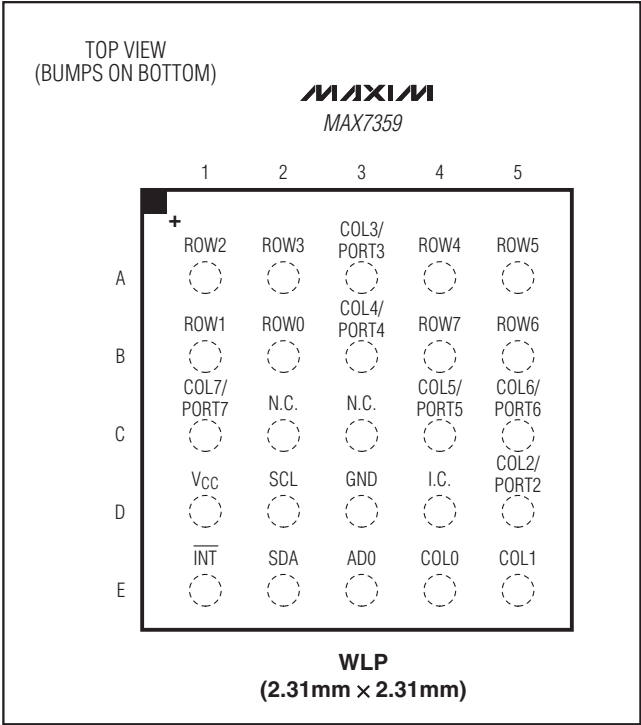 TOP VIEW
(BUMPS ON BOTTOM)
MAXIM
MAX7359
1 2 3 4 5
+
COL3/
ROW2 ROW3 PORT3 ROW4 ROW5
A
COL4/
ROW1 ROW0 PORT4 ROW7 ROW6
B
COL7/ COL5/ COL6/
PORT7 N.C. N.C. PORT5 PORT6
C
COL2/
VCC SCL GND I.C. PORT2
D
INT SDA AD0 COL0 COL1
E
WLP
(2.31mm × 2.31mm)